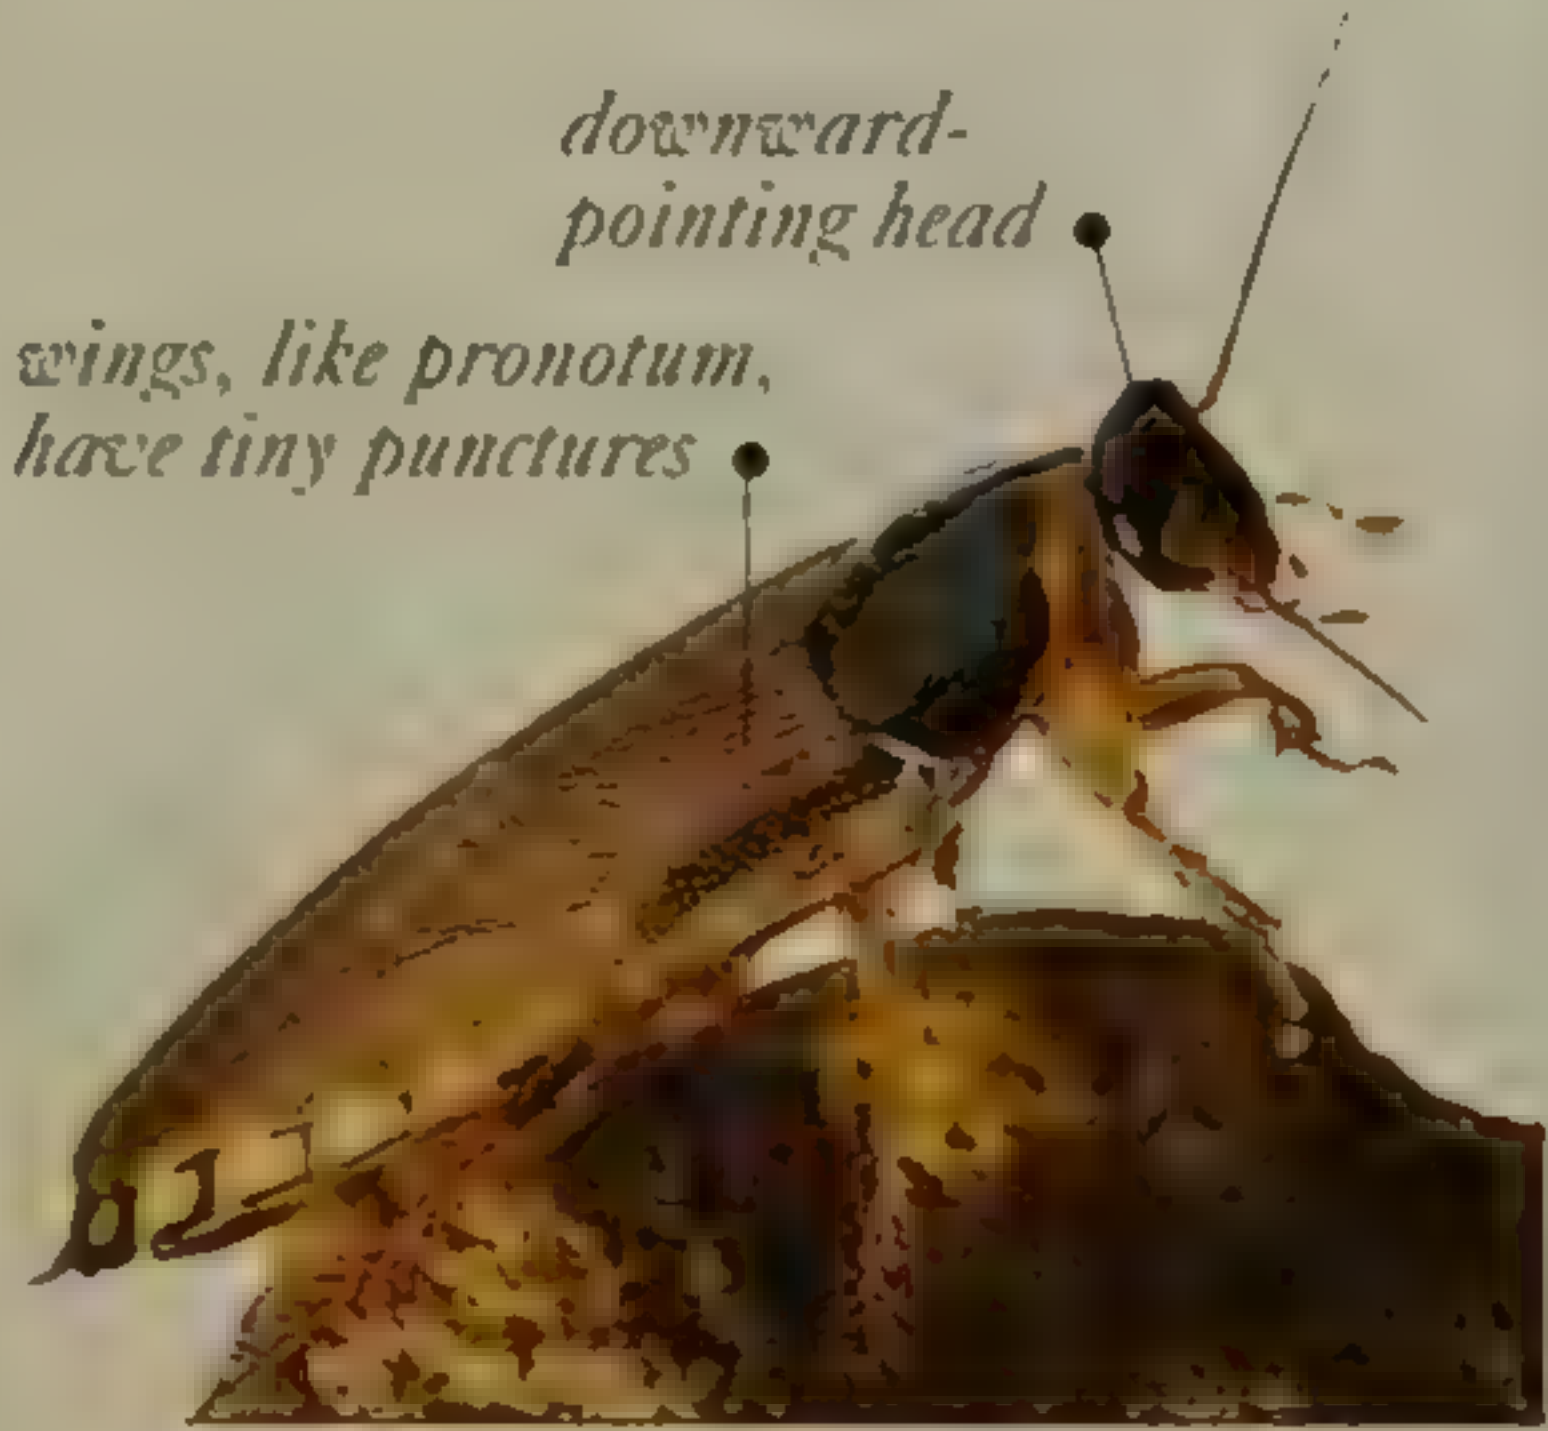 downward-
pointing head
wings, like pronotum,
have tiny punctures